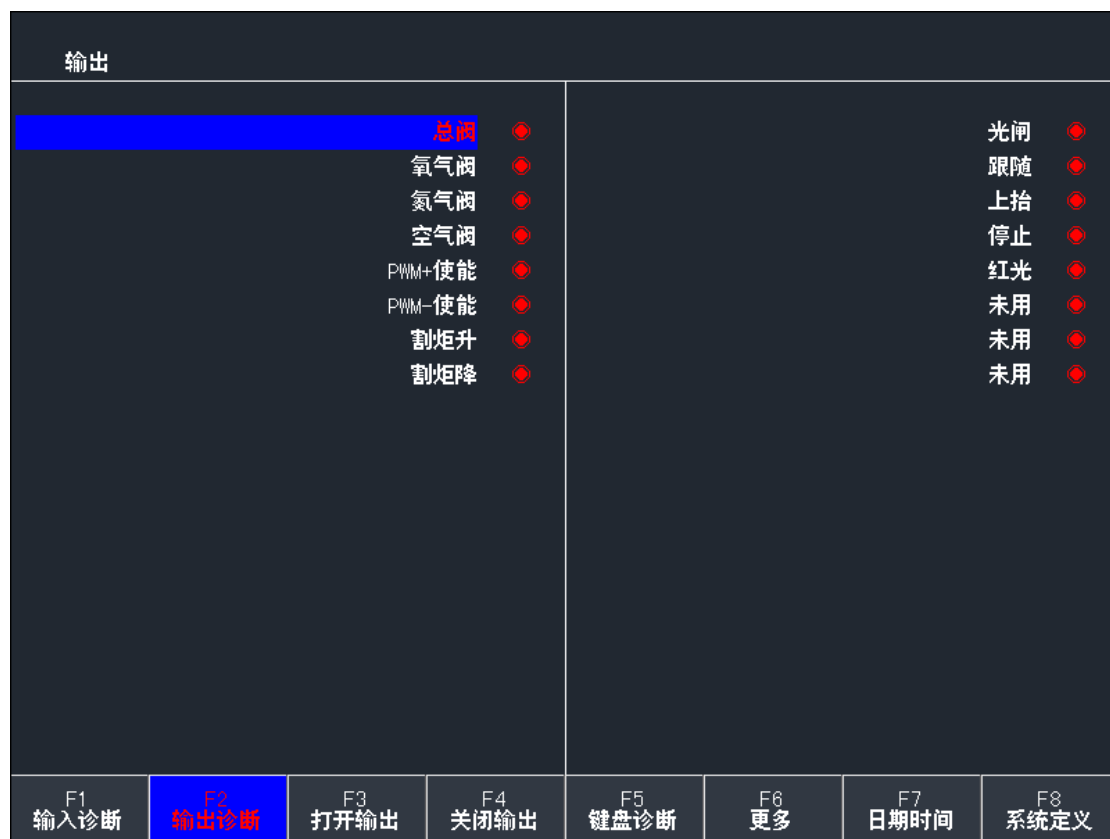 输出
总阀
氧气阀
氮气阀
空气阀
PWM+使能
PWM-使能
割炬升
割炬降
光闸
跟随
上抬
停止
红光
未用
未用
未用
F1 F2 F3 F4 F5 F6 F7 F8
输入诊断 输出诊断 打开输出 关闭输出 键盘诊断 更多 日期时间 系统定义